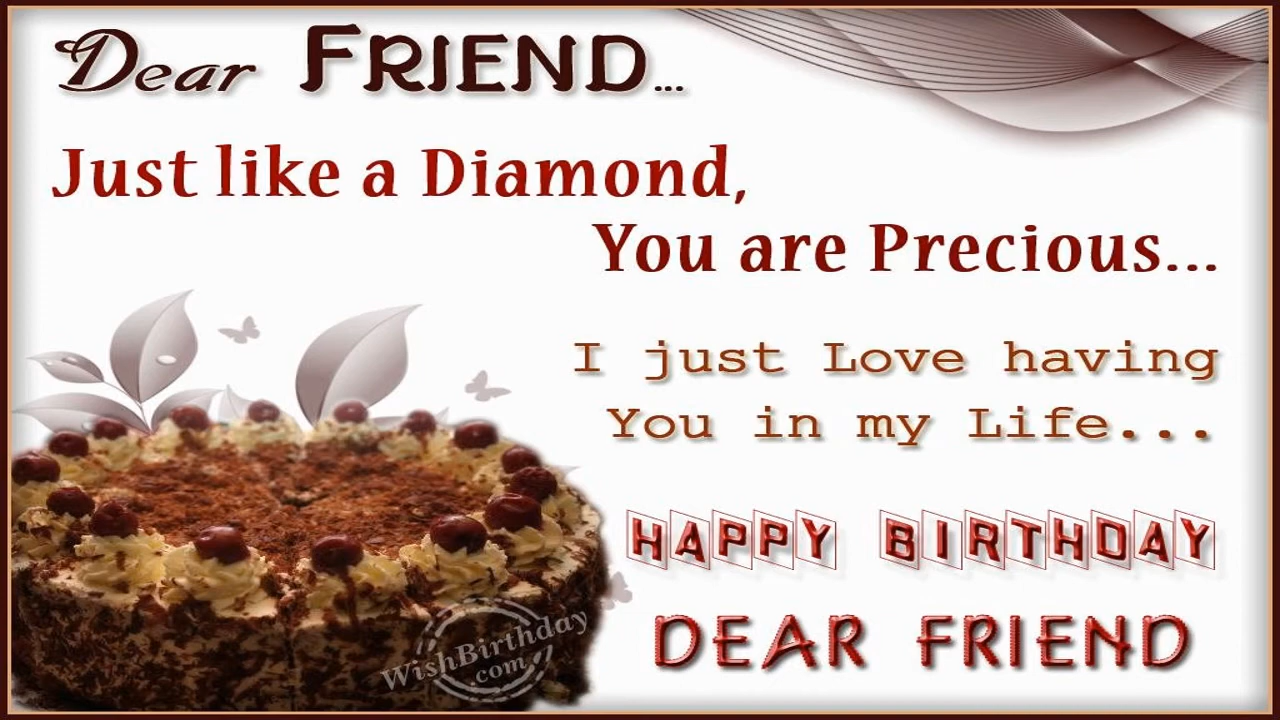 Dear FRIEND...
Just like a Diamond,
You are Precious...
I just Love having
You in my Life...
HAPPY BIRTHDAY
DEAR FRIEND
WishBirthday
.com